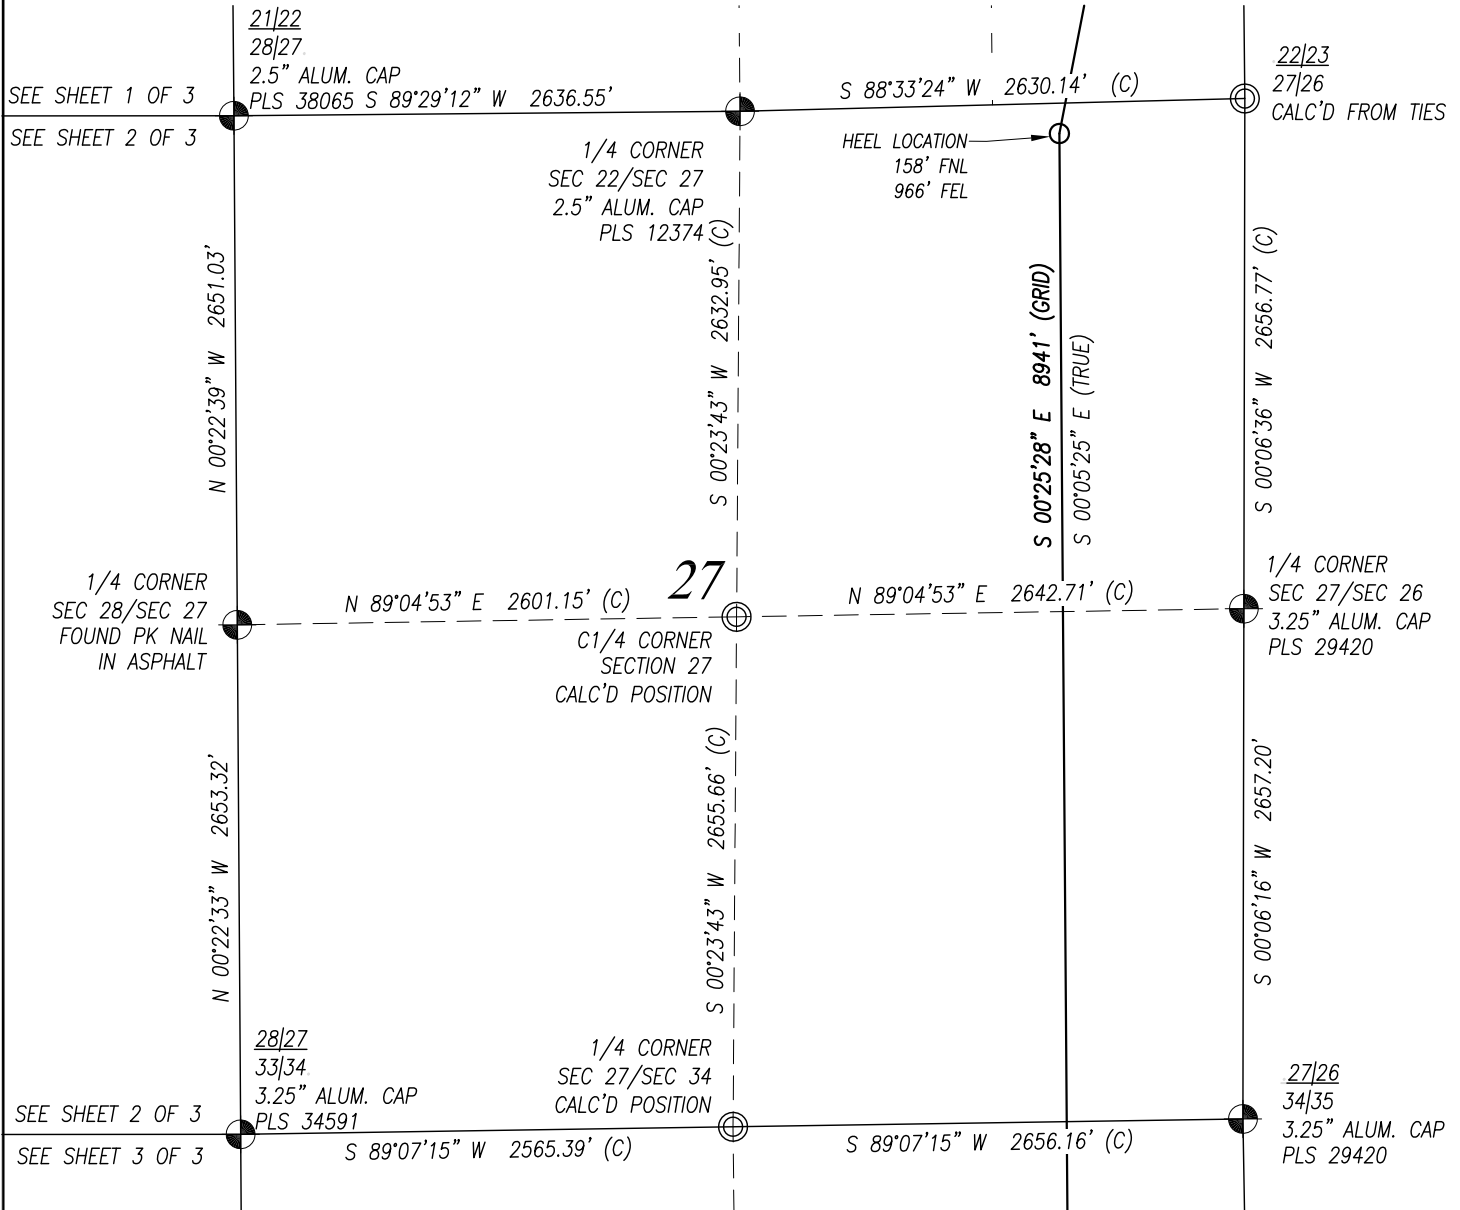 21|22
28|27
2.5” ALUM. CAP
PLS 38065 S 89°29’12” W 2636.55’
SEE SHEET 1 OF 3
SEE SHEET 2 OF 3
S 88°33’24” W 2630.14’ (C)
22|23
27|26
CALC’D FROM TIES
1/4 CORNER
SEC 22/SEC 27
2.5” ALUM. CAP
PLS 12374
HEEL LOCATION
158’ FNL
966’ FEL
N 00°22’39” W 2651.03’
S 00°23’43” W 2632.95’ (C)
S 00°25’28” E 8941’ (GRID)
S 00°05’25” E (TRUE)
S 00°06’36” W 2656.77’ (C)
1/4 CORNER
SEC 28/SEC 27
FOUND PK NAIL
IN ASPHALT
N 89°04’53” E 2601.15’ (C)
27
N 89°04’53” E 2642.71’ (C)
1/4 CORNER
SEC 27/SEC 26
3.25” ALUM. CAP
PLS 29420
C1/4 CORNER
SECTION 27
CALC’D POSITION
N 00°22’33” W 2653.32’
S 00°23’43” W 2655.66’ (C)
S 00°06’16” W 2657.20’
28|27
33|34
3.25” ALUM. CAP
PLS 34591
1/4 CORNER
SEC 27/SEC 34
CALC’D POSITION
27|26
34|35
3.25” ALUM. CAP
PLS 29420
SEE SHEET 2 OF 3
SEE SHEET 3 OF 3
S 89°07’15” W 2565.39’ (C)
S 89°07’15” W 2656.16’ (C)